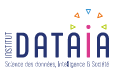 INSTITUT
DATAIA
Science des données, Intelligence & Société